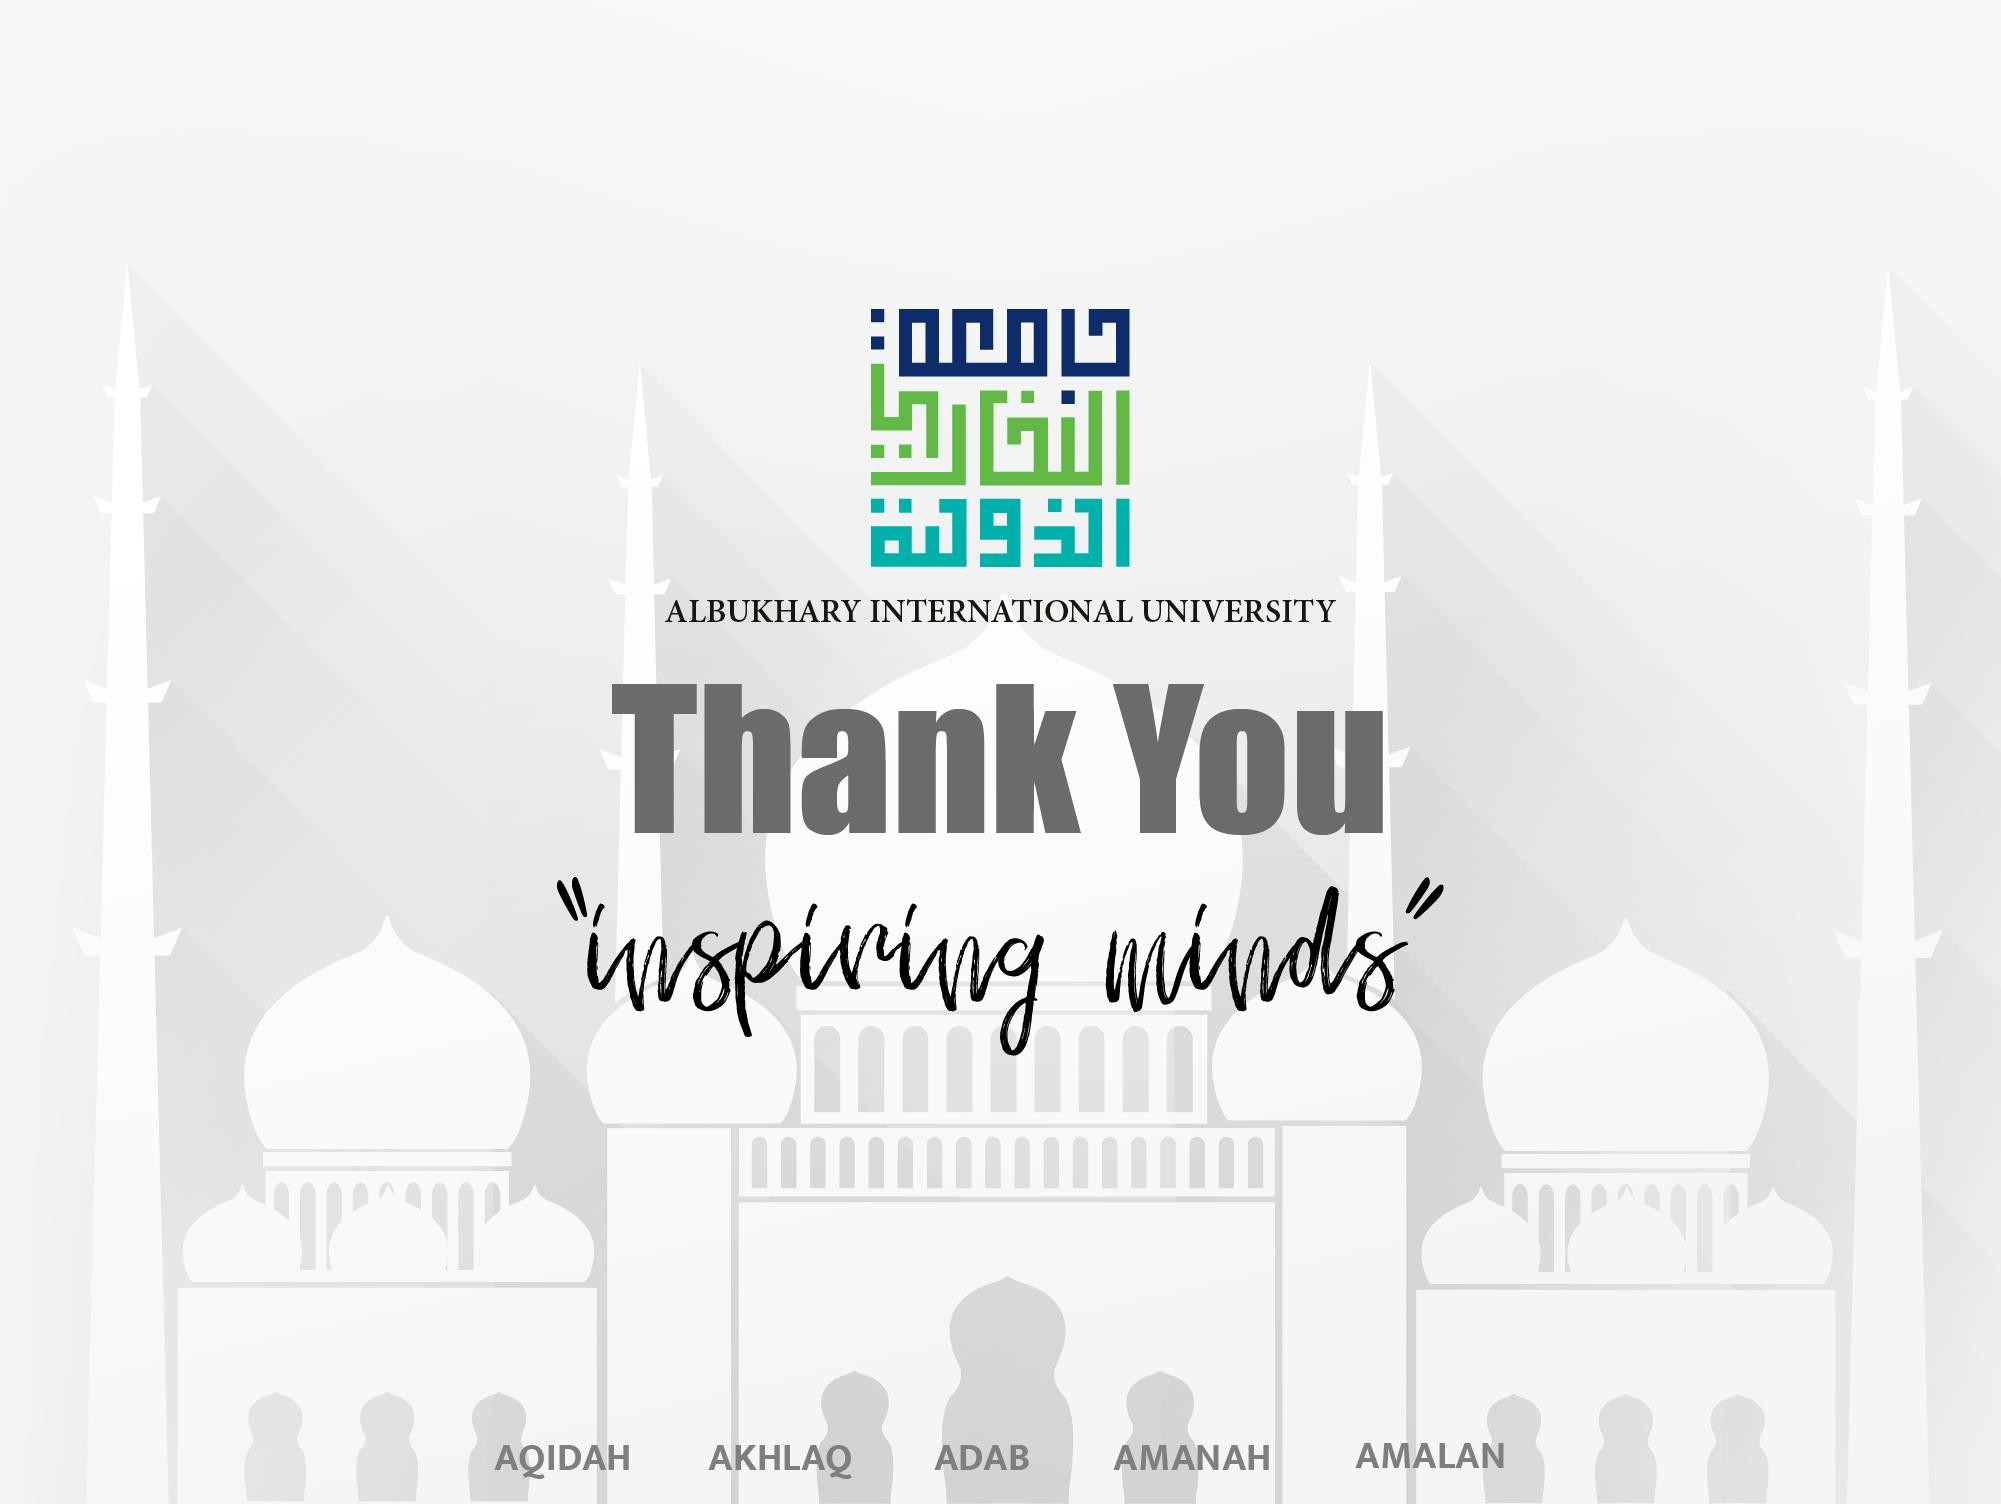 جامعة
البخاري
الدولية
ALBUKHARY INTERNATIONAL UNIVERSITY
Thank You
"inspiring minds"
AQIDAH AKHLAQ ADAB AMANAH AMALAN